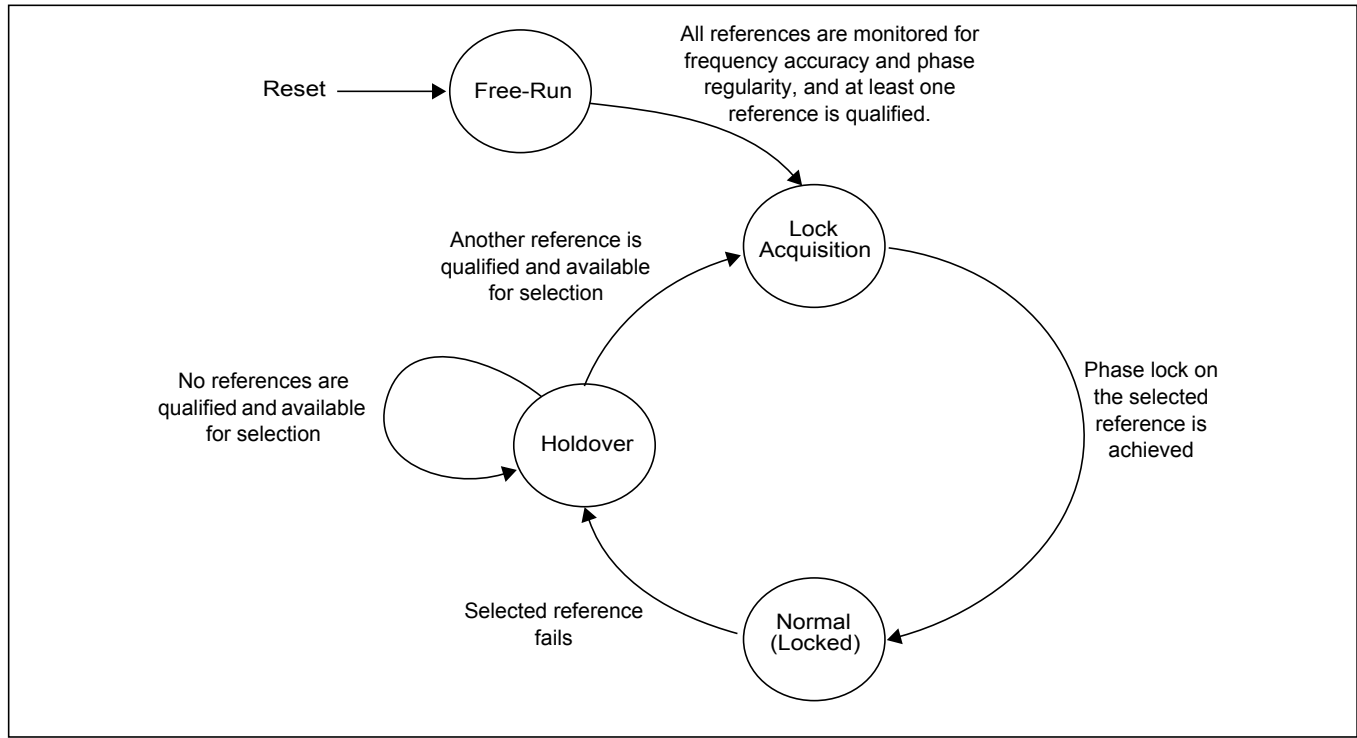 All references are monitored for
frequency accuracy and phase
regularity, and at least one
reference is qualified.
Reset
Free-Run
Lock
Acquisition
Another reference is
qualified and available
for selection
No references are
qualified and available
for selection
Holdover
Phase lock on
the selected
reference is
achieved
Selected reference
fails
Normal
(Locked)